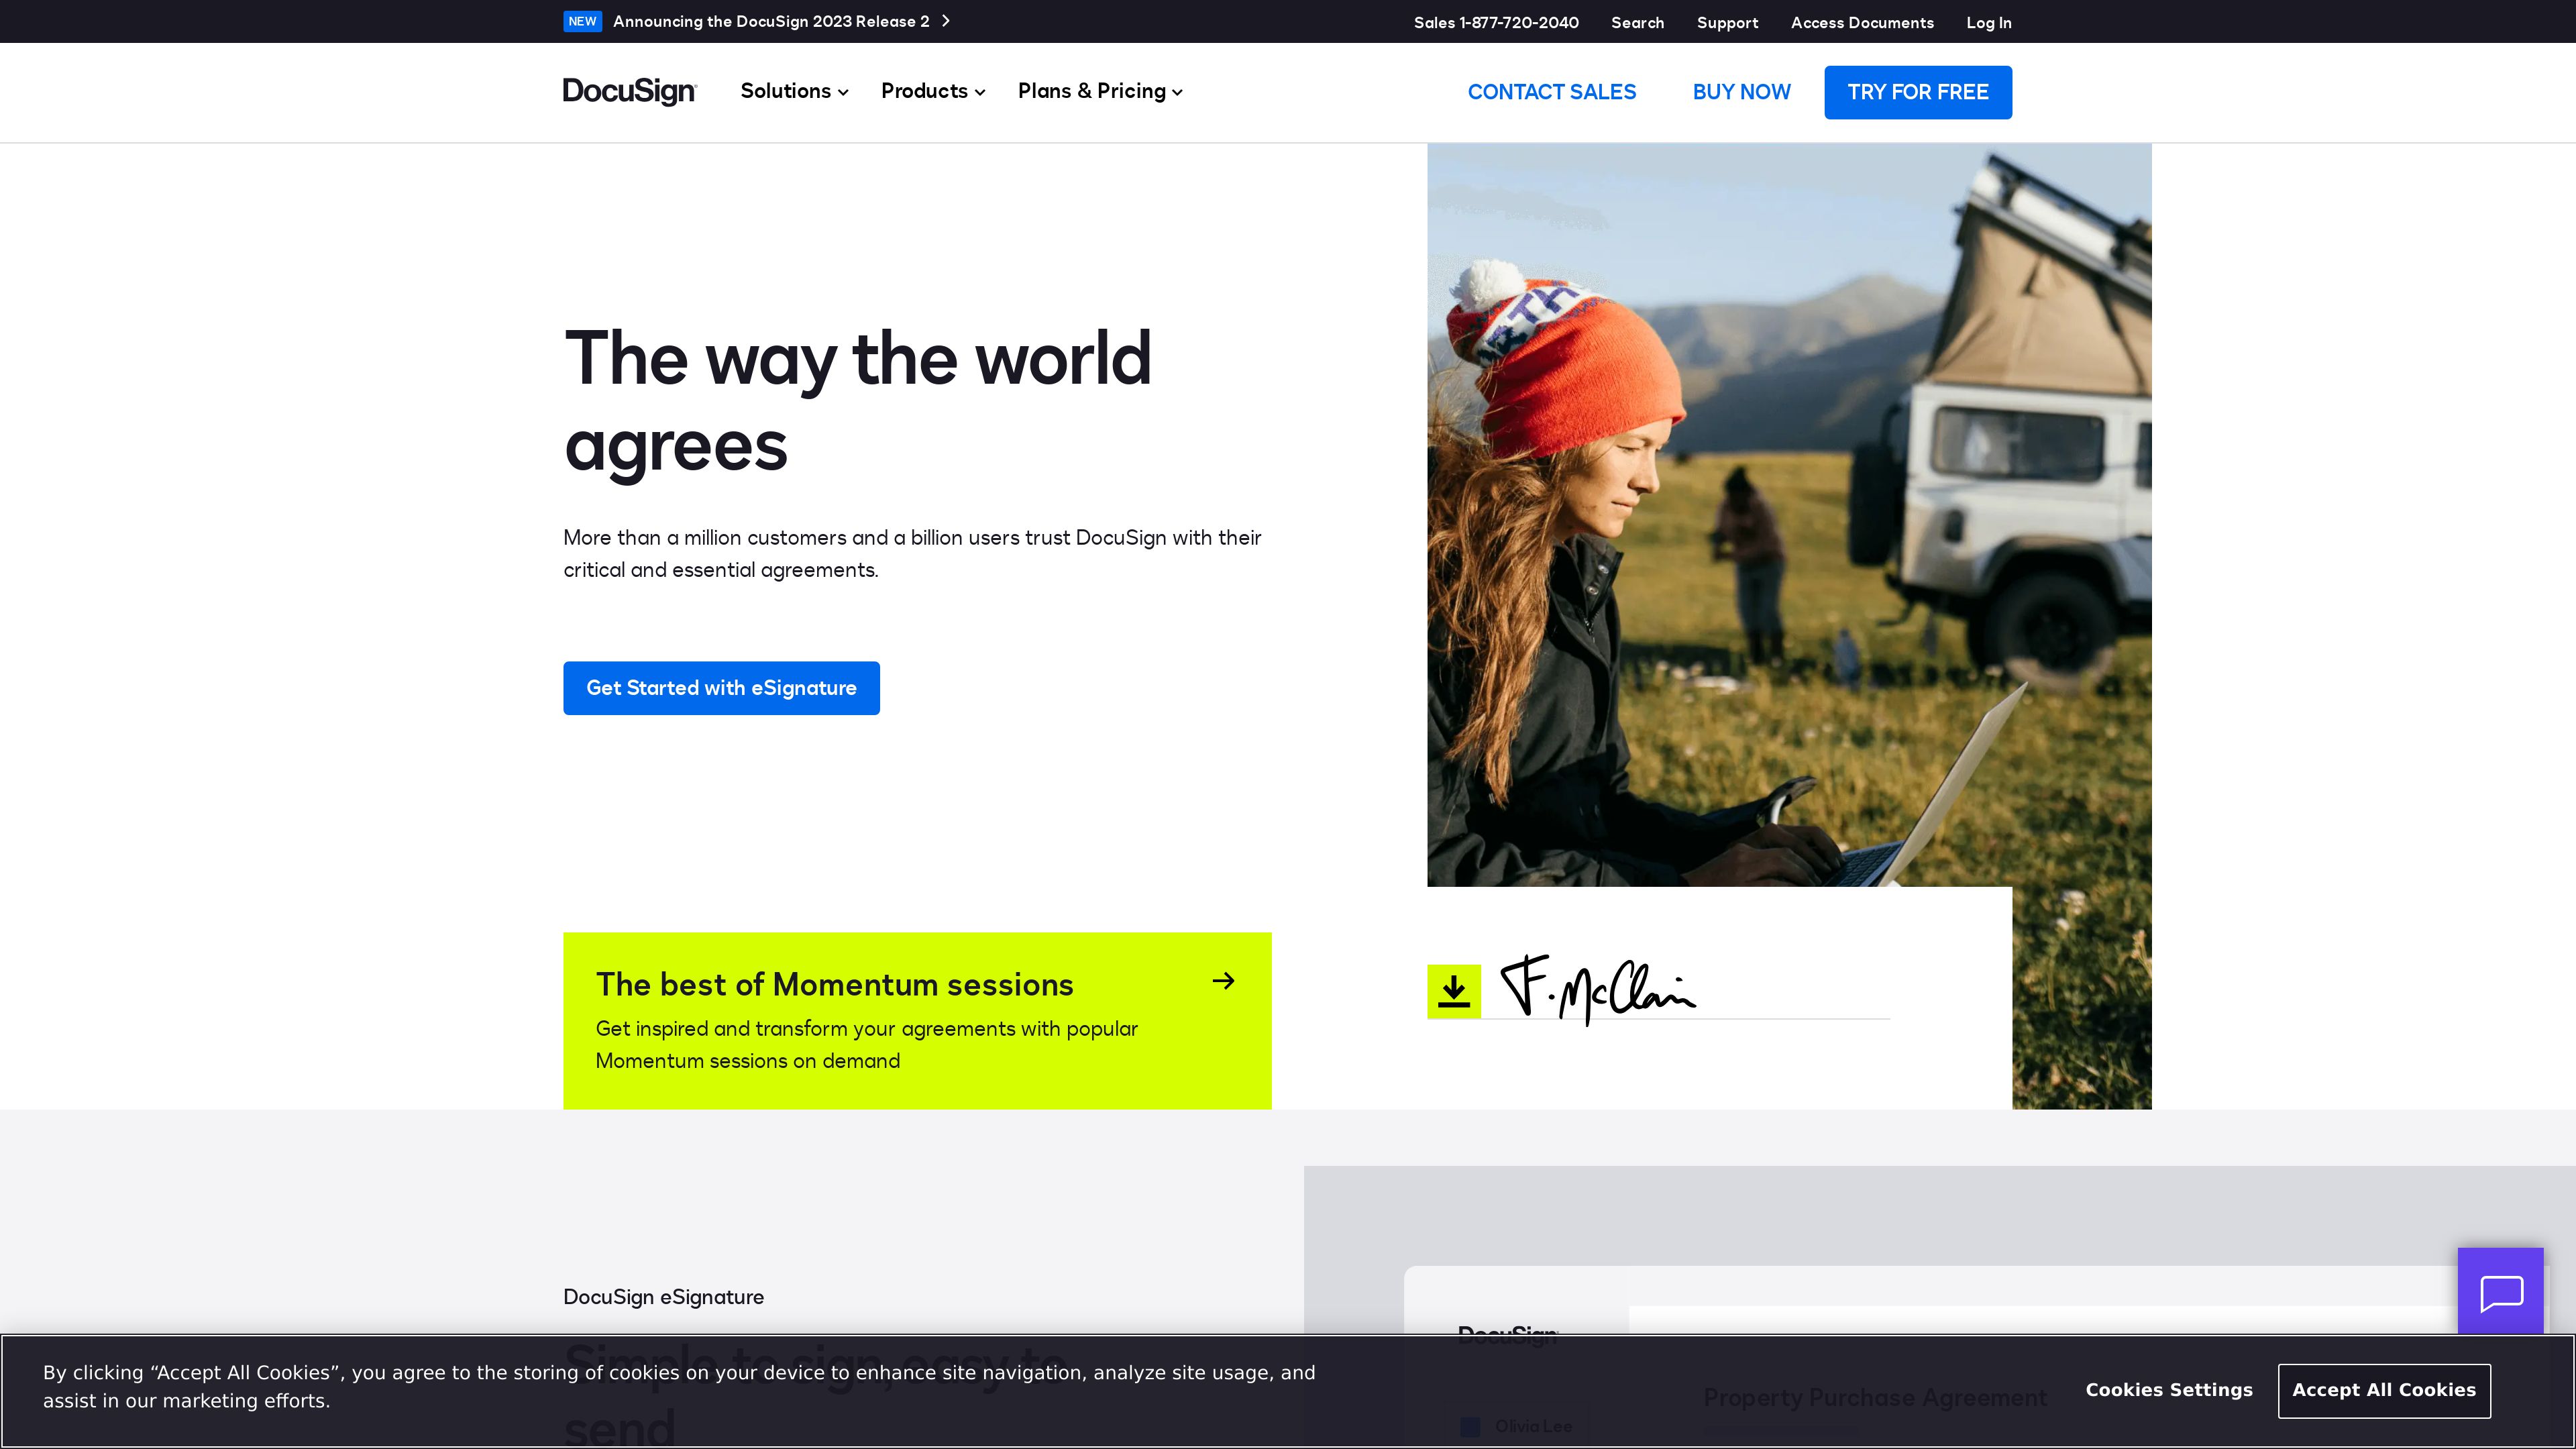 NEW Announcing the DocuSign 2023 Release 2
Sales 1-877-720-2040 Search Support Access Documents Log In
DocuSign Solutions Products Plans & Pricing CONTACT SALES BUY NOW TRY FOR FREE
The way the world
agrees
More than a million customers and a billion users trust DocuSign with their
critical and essential agreements.
Get Started with eSignature
The best of Momentum sessions
Get inspired and transform your agreements with popular
Momentum sessions on demand
F. McClain
DocuSign eSignature
Simple to sign, easy to
send
DocuSign
Property Purchase Agreement
Olivia Lee
By clicking “Accept All Cookies”, you agree to the storing of cookies on your device to enhance site navigation, analyze site usage, and
assist in our marketing efforts.
Cookies Settings Accept All Cookies